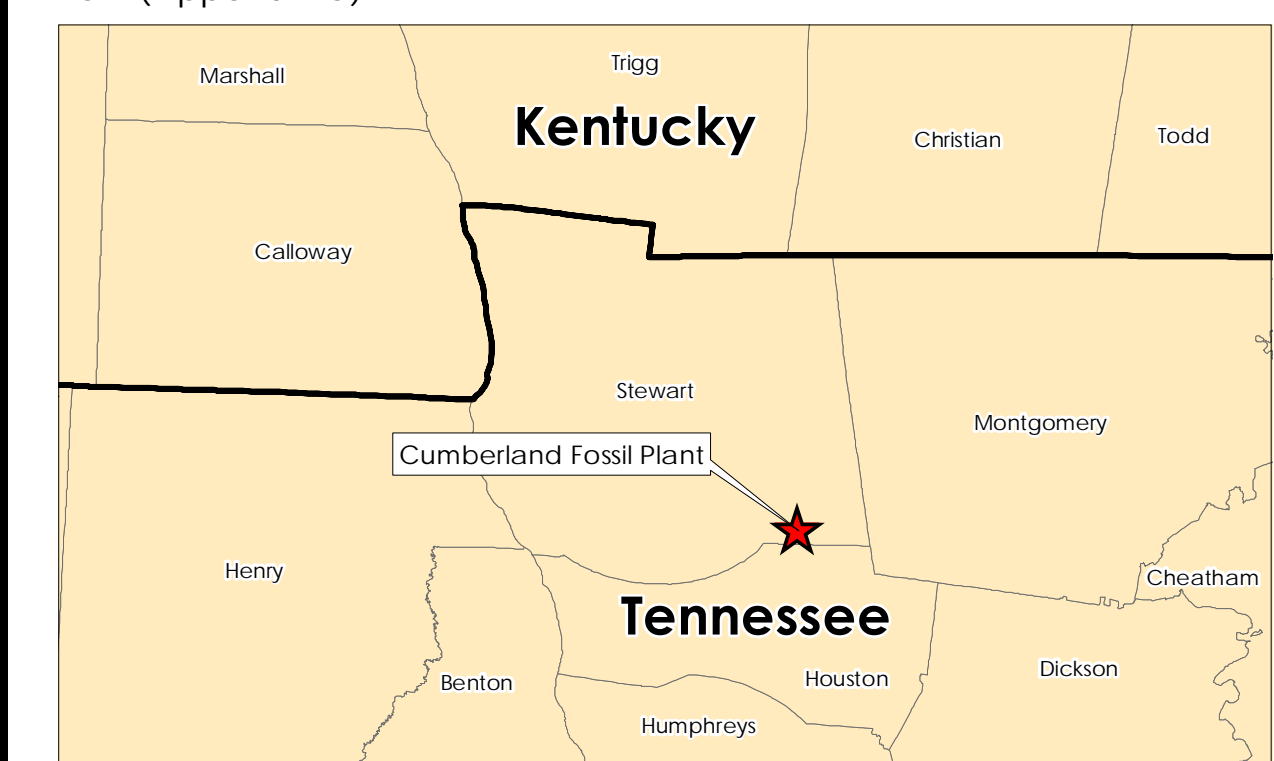 Marshall
Trigg
Kentucky
Christian
Todd
Calloway
Stewart
Montgomery
Cumberland Fossil Plant
Henry
Cheatham
Tennessee
Benton
Houston
Dickson
Humphreys